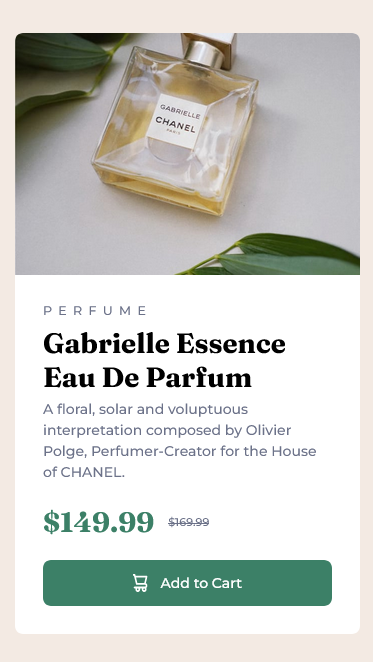 GABRIELLE
CHANEL
PARIS
PERFUME
Gabrielle Essence
Eau De Parfum
A floral, solar and voluptuous
interpretation composed by Olivier
Polge, Perfumer-Creator for the House
of CHANEL.
$149.99 $169.99
Add to Cart